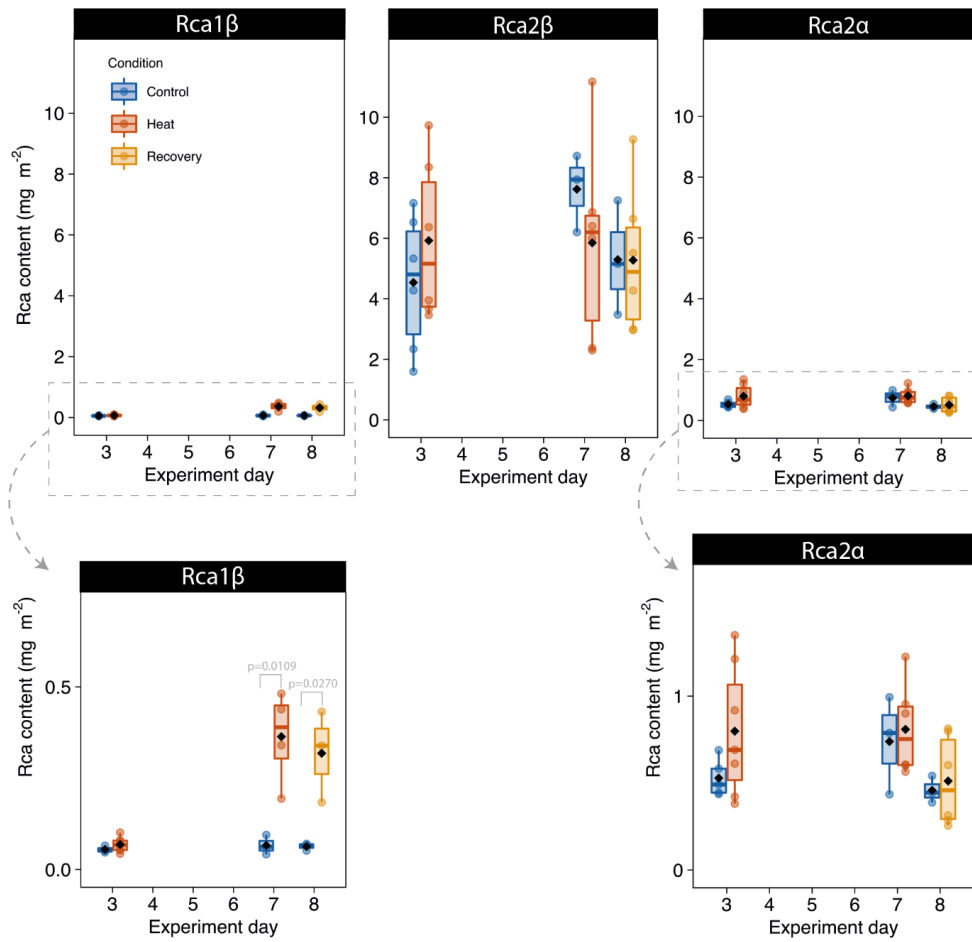 Rca1β
Rca2β
Rca2α
Condition
Control
Heat
Recovery
Rca content (mg m-2)
10
8
6
4
2
0
10
8
6
4
2
0
10
8
6
4
2
0
3 4 5 6 7 8
3 4 5 6 7 8
3 4 5 6 7 8
Experiment day
Experiment day
Experiment day
Rca1β
Rca content (mg m-2)
0.5
0.0
p=0.0109
p=0.0270
3 4 5 6 7 8
Experiment day
Rca2α
Rca content (mg m-2)
1
0
3 4 5 6 7 8
Experiment day